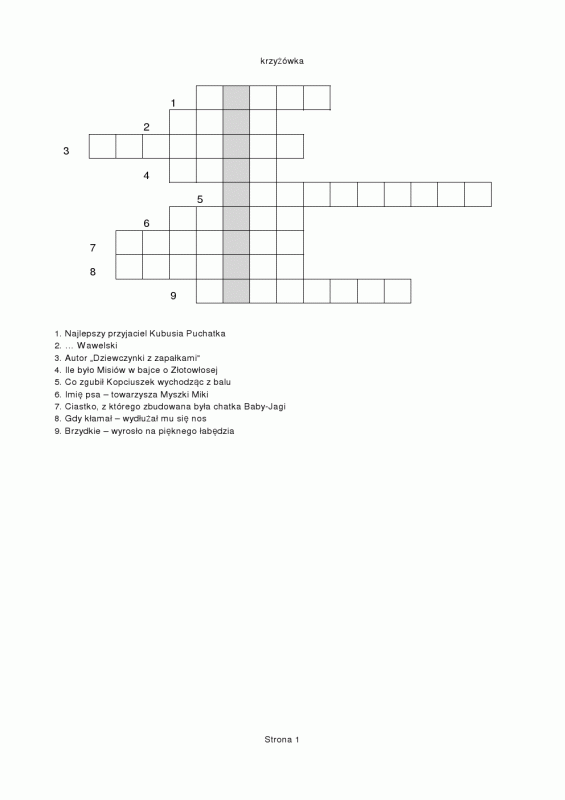 krzyżówka
1
2
3
4
5
6
7
8
9
1. Najlepszy przyjaciel Kubusia Puchatka
2. ... Wawelski
3. Autor „Dziewczynki z zapałkami“
4. Ile było Misiów w bajce o Złotowłosej
5. Co zgubił Kopciuszek wychodząc z balu
6. Imię psa – towarzysza Myszki Miki
7. Ciastko, z którego zbudowana była chatka Baby-Jagi
8. Gdy kłamał – wydłużał mu się nos
9. Brzydkie – wyrosło na pięknego łabędzia
Strona 1